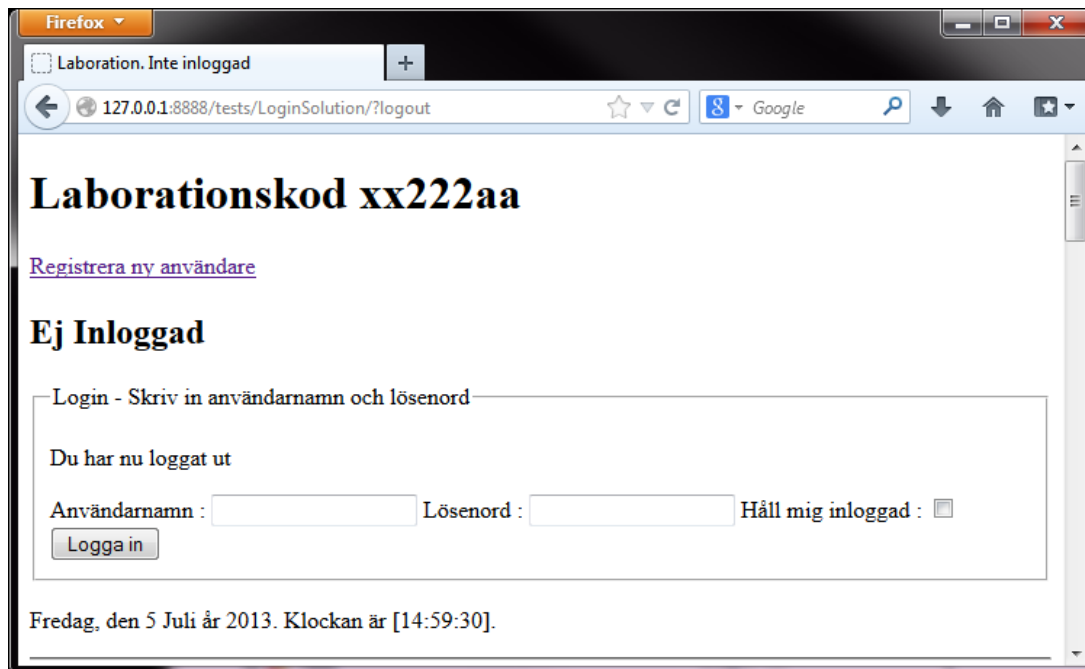 Firefox
Laboration. Inte inloggad
127.0.0.1:8888/tests/LoginSolution/?logout
8 Google
Laborationskod xx222aa
Registrera ny användare
Ej Inloggad
Login - Skriv in användarnamn och lösenord
Du har nu loggat ut
Användarnamn : Lösenord : Håll mig inloggad :
Logga in
Fredag, den 5 Juli år 2013. Klockan är [14:59:30].